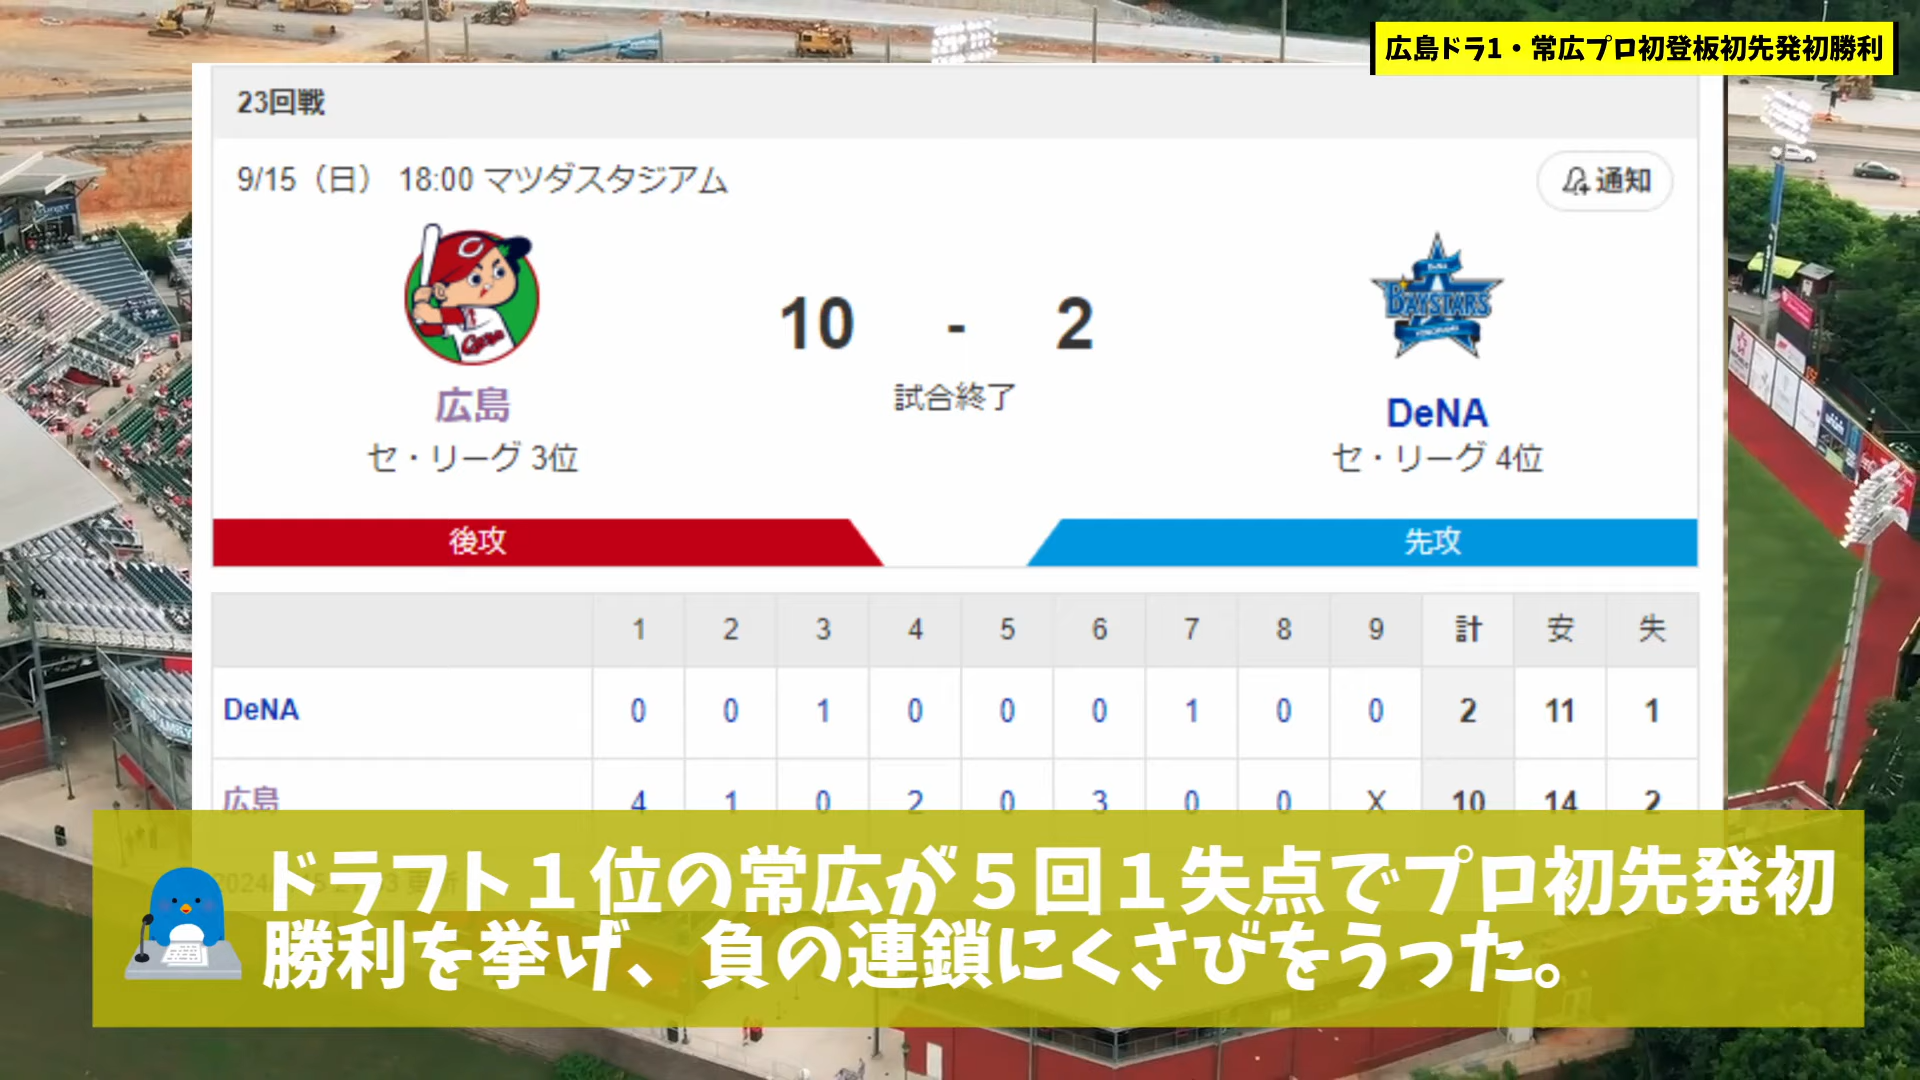 広島ドラ1・常広プロ初登板初先発初勝利
23回戦
9/15（日） 18:00 マツダスタジアム
通知
10 - 2
試合終了
広島
セ・リーグ 3位
BAYSTARS
DeNA
セ・リーグ 4位
後攻
先攻
1 2 3 4 5 6 7 8 9 計 安 失
DeNA 0 0 1 0 0 0 1 0 0 2 11 1
広島 4 1 0 2 0 3 0 0 X 10 14 2
ドラフト１位の常広が５回１失点でプロ初先発初
勝利を挙げ、負の連鎖にくさびをうった。